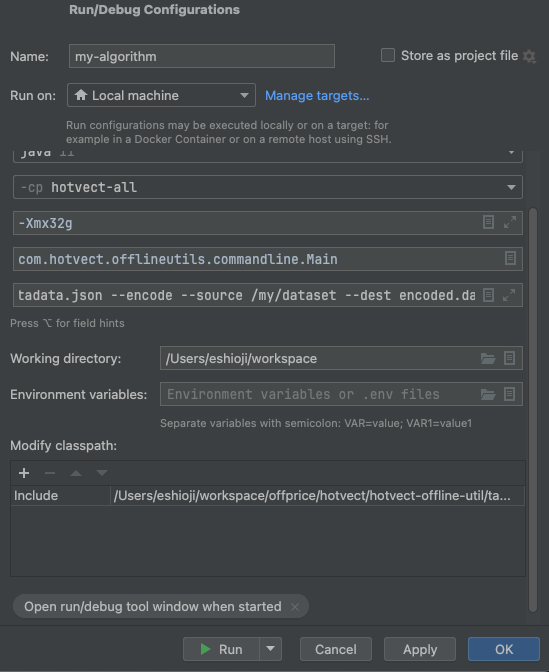 Run/Debug Configurations
Name: my-algorithm Store as project file
Run on: Local machine Manage targets...
Run configurations may be executed locally or on a target: for
example in a Docker Container or on a remote host using SSH.
java 11
-cp hotvect-all
-Xmx32g
com.hotvect.offlineutils.commandline.Main
tadata.json --encode --source /my/dataset --dest encoded.da
Press ⌥ for field hints
Working directory: /Users/eshioji/workspace
Environment variables: Environment variables or .env files
Separate variables with semicolon: VAR=value; VAR1=value1
Modify classpath:
Include /Users/eshioji/workspace/offprice/hotvect/hotvect-offline-util/ta...
Open run/debug tool window when started
Run Cancel Apply OK